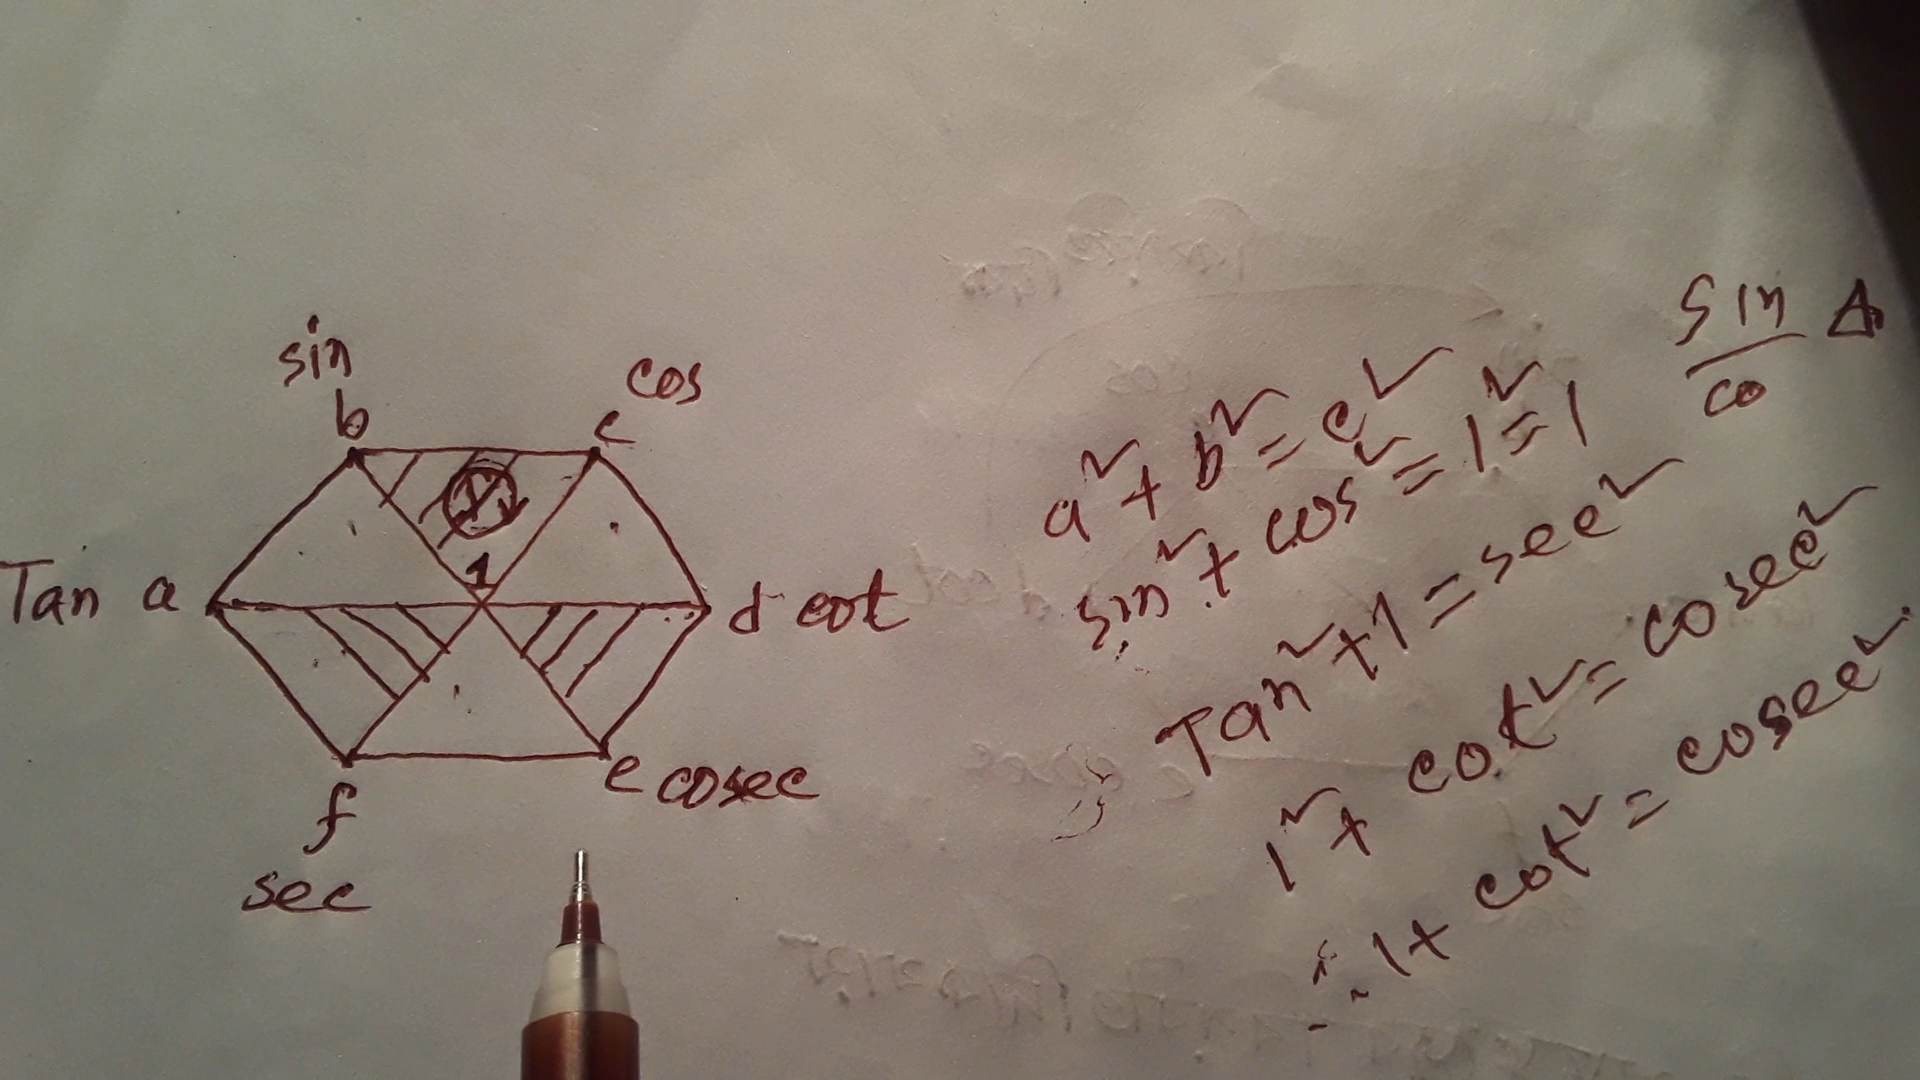 sin
cos
b
c
1
Tan a
d cot
f
e cosec
sec
a² + b² = c²
sin² + cos² = 1² = 1
Tan² + 1 = sec²
1² + cot² = cosec²
∴ 1 + cot² = cosec²
sin
co